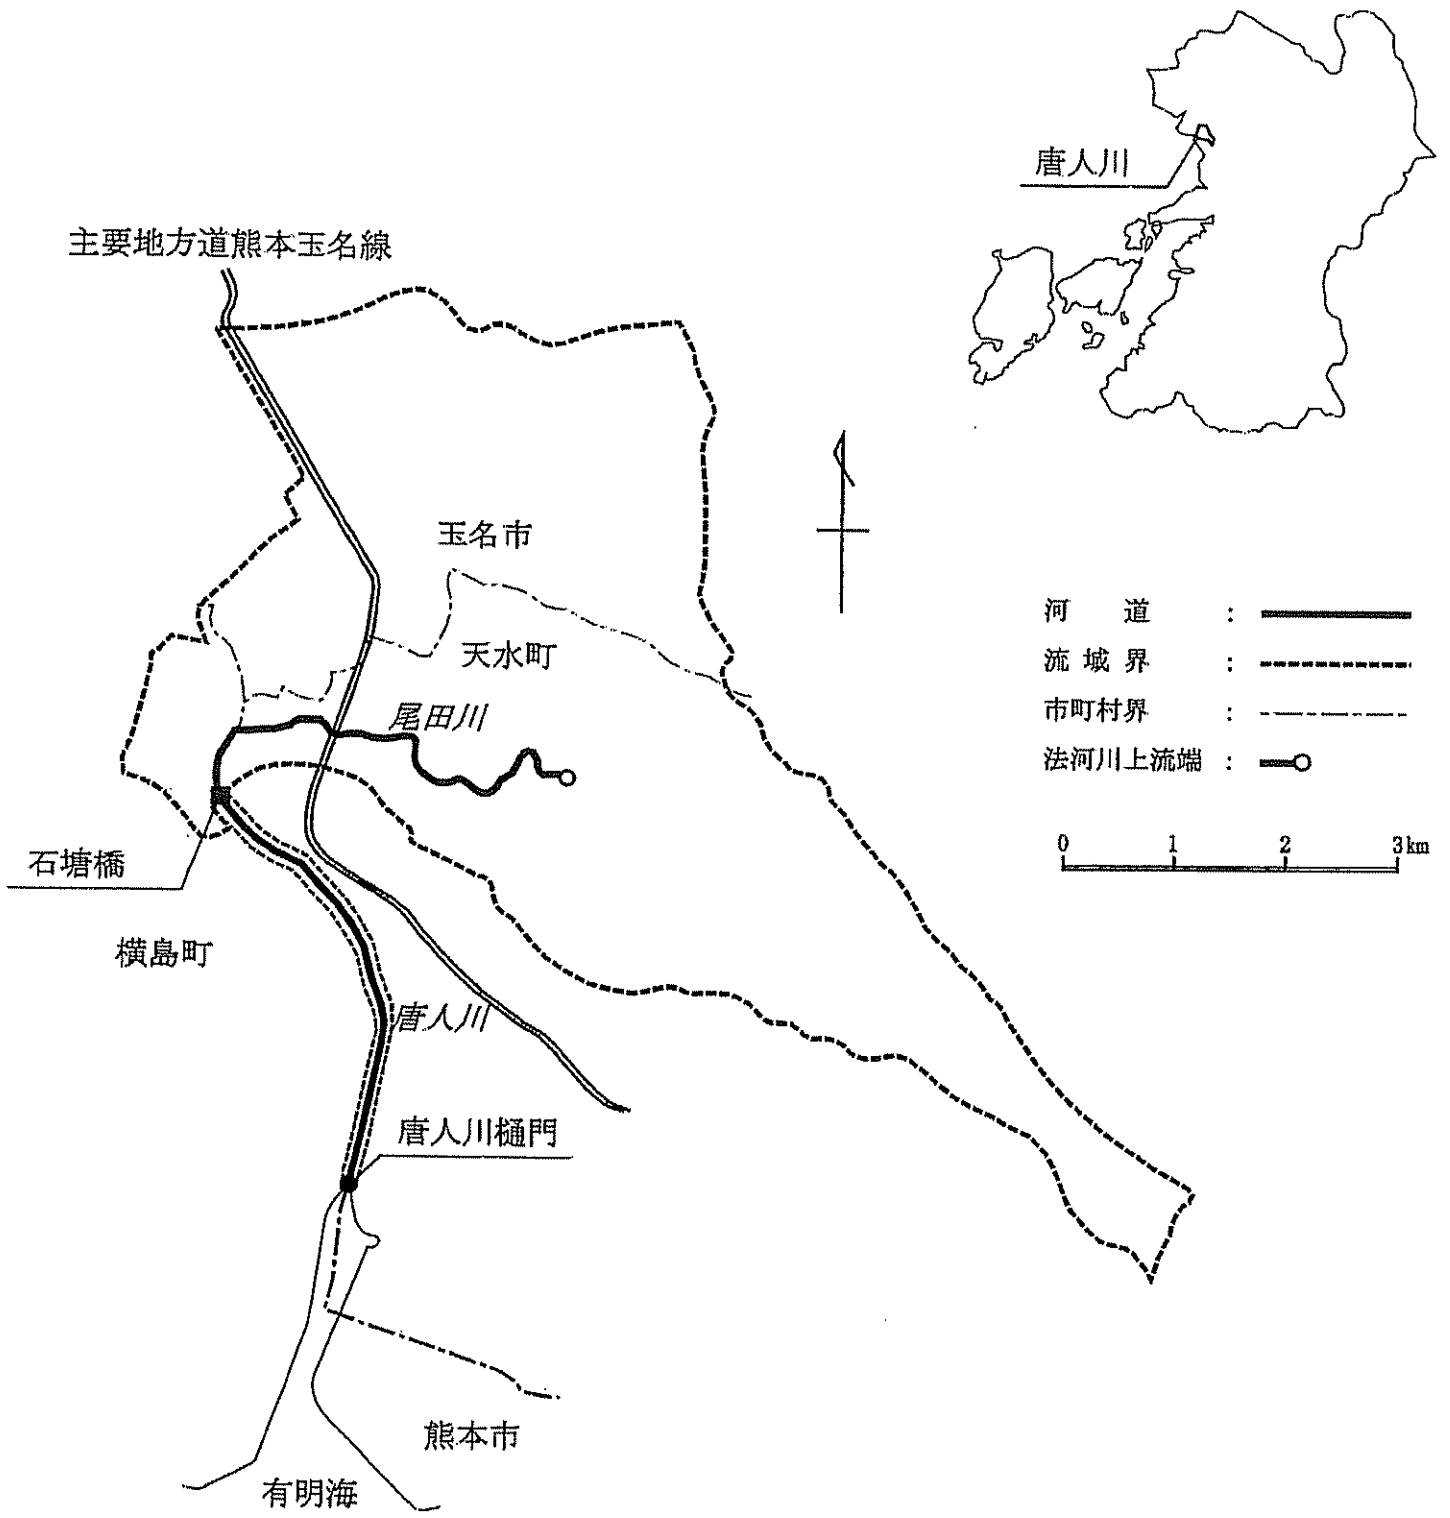 唐人川
主要地方道熊本玉名線
玉名市
天水町
尾田川
河 道 :
流域界 :
市町村界 :
法河川上流端 :
0 1 2 3km
石塘橋
横島町
唐人川
唐人川樋門
熊本市
有明海